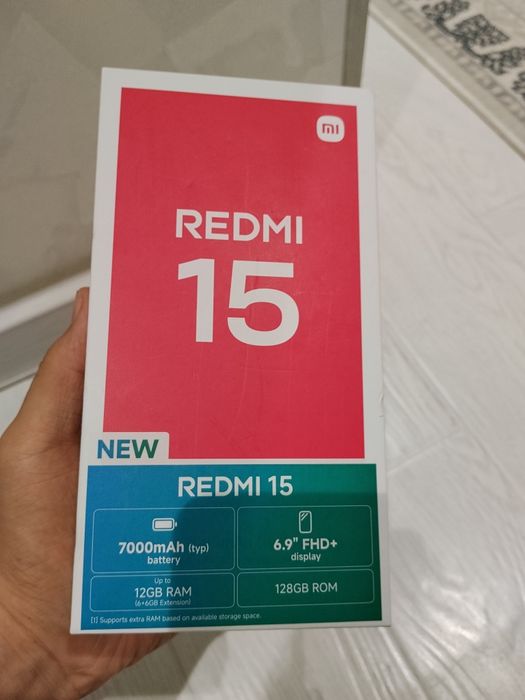 mi
REDMI
15
NEW
REDMI 15
7000mAh (typ)
battery
6.9" FHD+
display
Up to
12GB RAM
(6+6GB Extension)
128GB ROM
[1] Supports extra RAM based on available storage space.